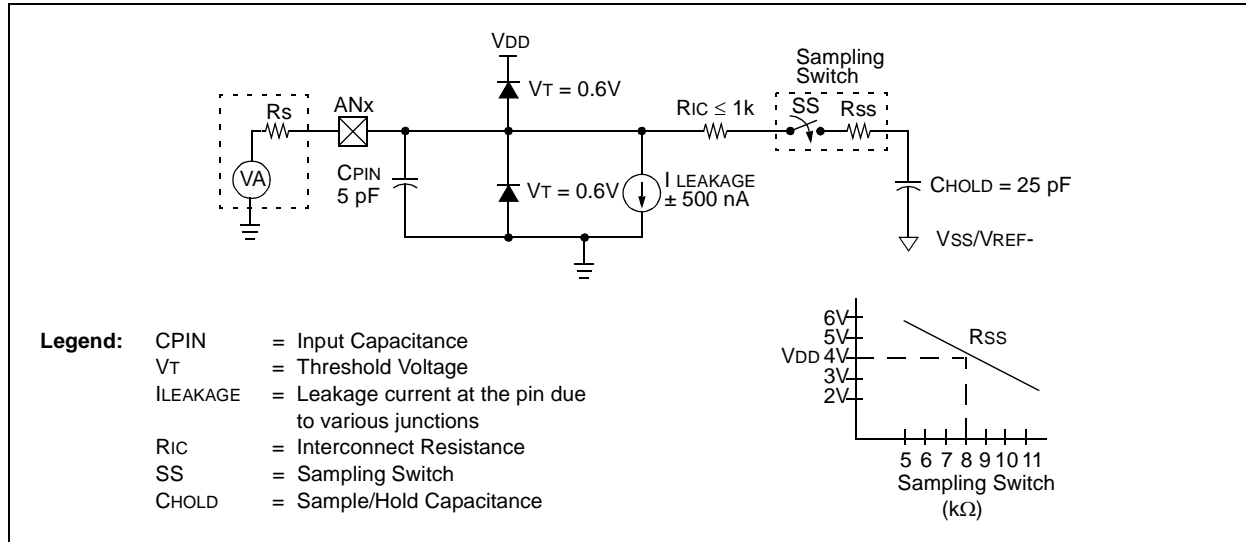 VDD
VT = 0.6V
Sampling
Switch
Rs
ANx
RIC ≤ 1k
SS
RSS
VA
CPIN
5 pF
VT = 0.6V
I LEAKAGE
± 500 nA
CHOLD = 25 pF
VSS/VREF-
Legend: CPIN = Input Capacitance
VT = Threshold Voltage
ILEAKAGE = Leakage current at the pin due
to various junctions
RIC = Interconnect Resistance
SS = Sampling Switch
CHOLD = Sample/Hold Capacitance
6V
5V
VDD 4V
3V
2V
RSS
5 6 7 8 9 10 11
Sampling Switch
(kΩ)